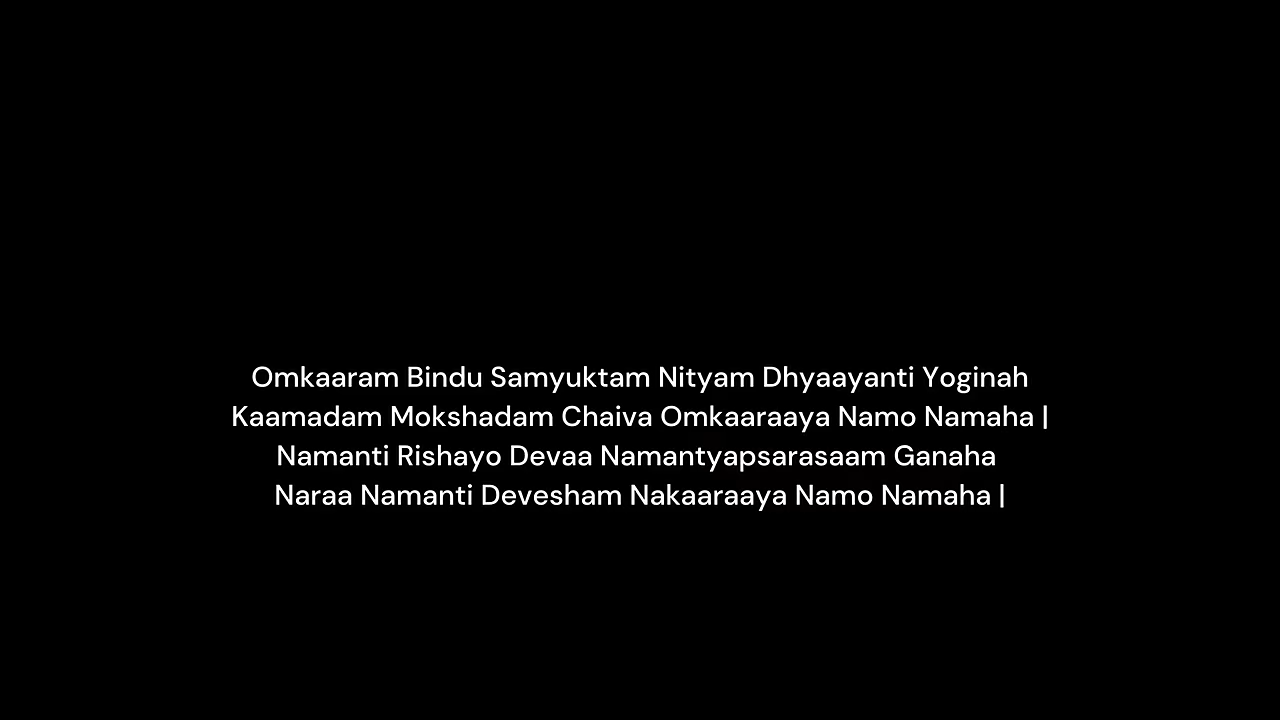 Omkaaram Bindu Samyuktam Nityam Dhyaayanti Yoginah
Kaamadam Mokshadam Chaiva Omkaaraaya Namo Namaha |
Namanti Rishayo Devaa Namantyapsarasaam Ganaha
Naraa Namanti Devesham Nakaaraaya Namo Namaha |